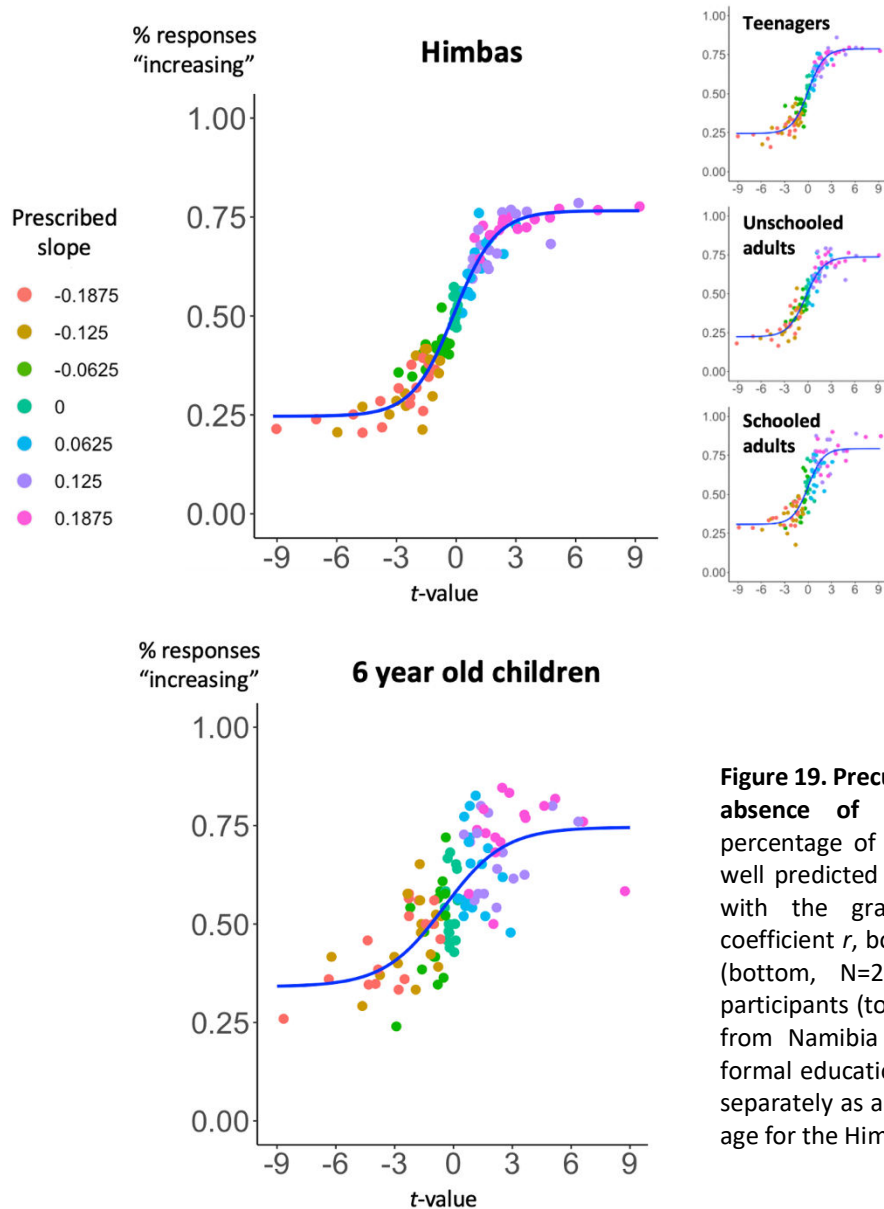 % responses
“increasing”
Himbas
1.00
0.75
0.50
0.25
0.00
-9 -6 -3 0 3 6 9
t-value
Prescribed
slope
-0.1875
-0.125
-0.0625
0
0.0625
0.125
0.1875
Teenagers
1.00
0.75
0.50
0.25
0.00
-9 -6 -3 0 3 6 9
Unschooled
adults
1.00
0.75
0.50
0.25
0.00
-9 -6 -3 0 3 6 9
Schooled
adults
1.00
0.75
0.50
0.25
0.00
-9 -6 -3 0 3 6 9
% responses
“increasing”
6 year old children
1.00
0.75
0.50
0.25
0.00
-9 -6 -3 0 3 6 9
t-value
Figure 19. Precu
absence of
percentage of
well predicted
with the gra
coefficient r, bo
(bottom, N=2
participants (to
from Namibia
formal educatio
separately as a
age for the Him